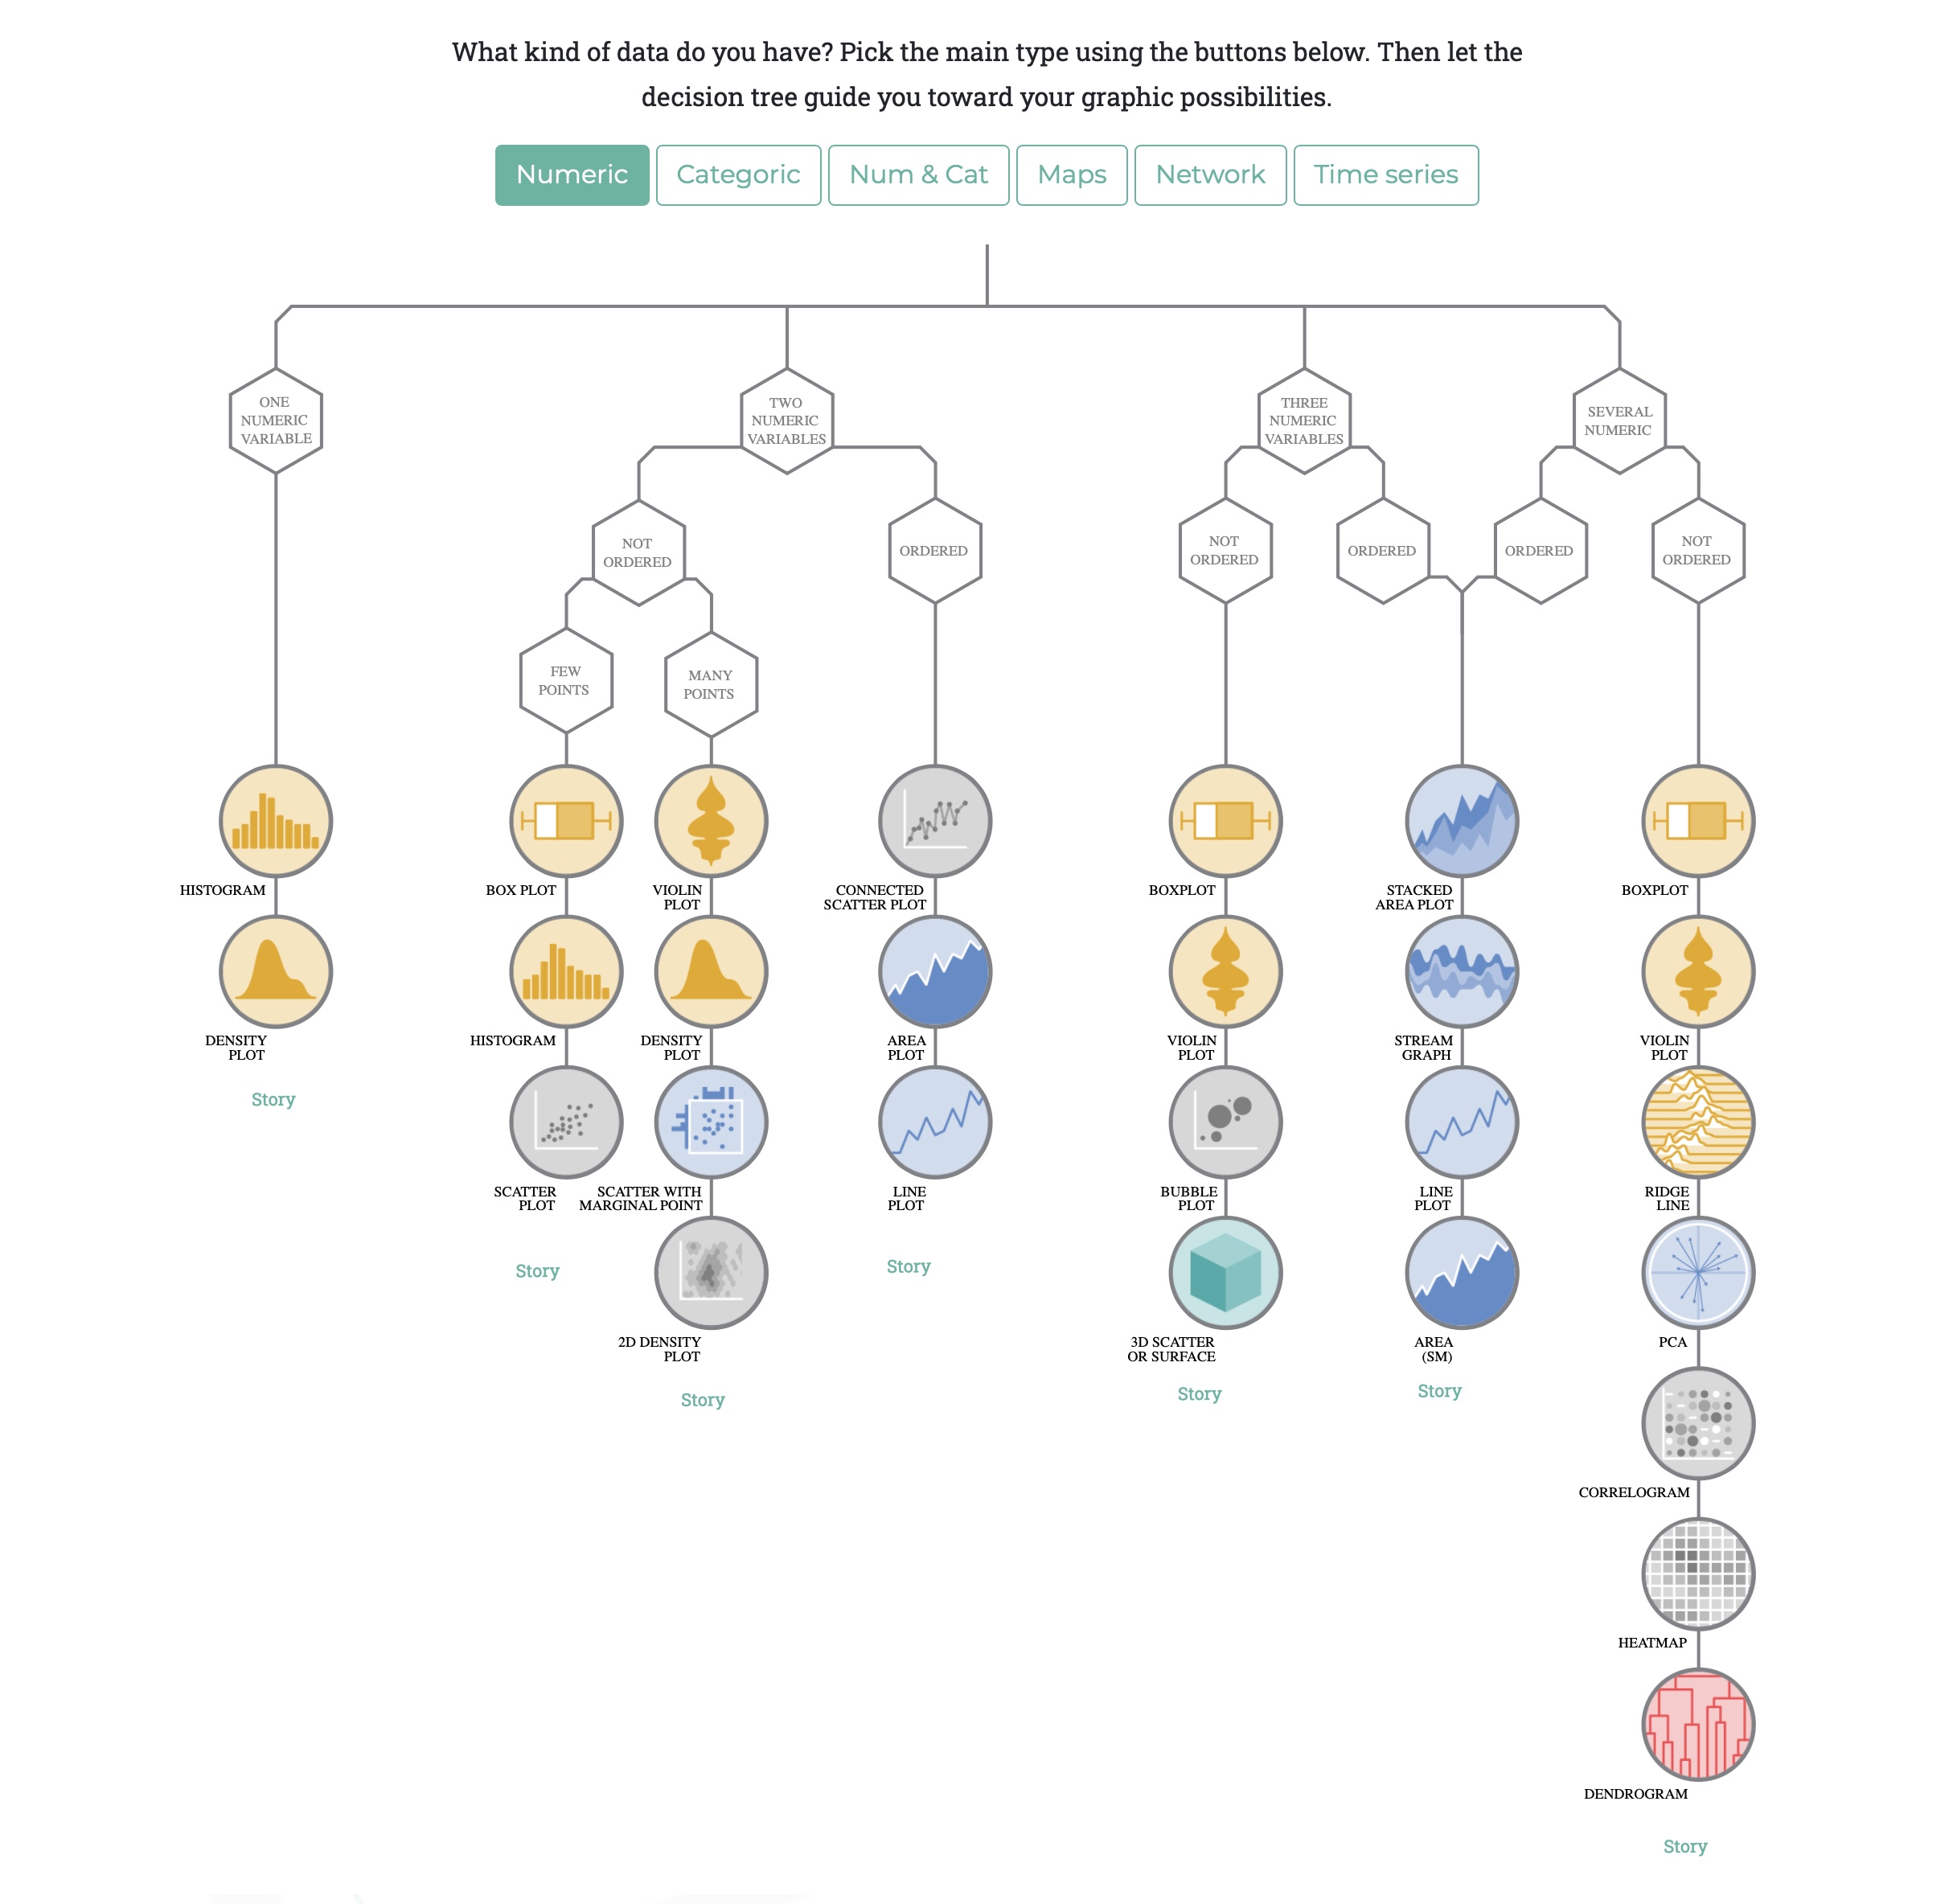 What kind of data do you have? Pick the main type using the buttons below. Then let the
decision tree guide you toward your graphic possibilities.
Numeric
Categoric
Num & Cat
Maps
Network
Time series
ONE
NUMERIC
VARIABLE
TWO
NUMERIC
VARIABLES
THREE
NUMERIC
VARIABLES
SEVERAL
NUMERIC
NOT
ORDERED
ORDERED
NOT
ORDERED
ORDERED
ORDERED
NOT
ORDERED
FEW
POINTS
MANY
POINTS
HISTOGRAM
DENSITY
PLOT
Story
BOX PLOT
HISTOGRAM
SCATTER
PLOT
Story
VIOLIN
PLOT
DENSITY
PLOT
SCATTER WITH
MARGINAL POINT
2D DENSITY
PLOT
Story
CONNECTED
SCATTER PLOT
AREA
PLOT
LINE
PLOT
Story
BOXPLOT
VIOLIN
PLOT
BUBBLE
PLOT
3D SCATTER
OR SURFACE
Story
STACKED
AREA PLOT
STREAM
GRAPH
LINE
PLOT
AREA
(SM)
Story
BOXPLOT
VIOLIN
PLOT
RIDGE
LINE
PCA
CORRELOGRAM
HEATMAP
DENDROGRAM
Story